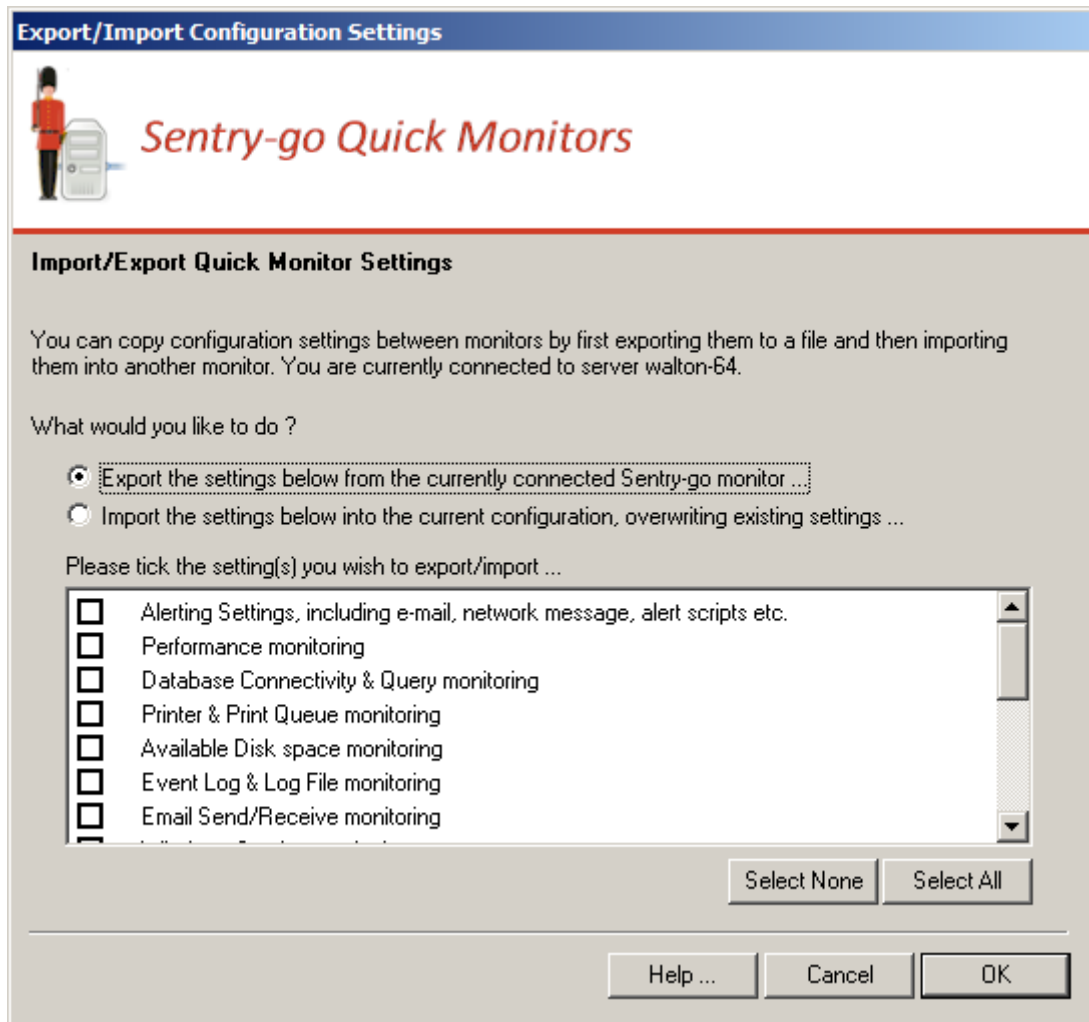 Export/Import Configuration Settings
Sentry-go Quick Monitors
Import/Export Quick Monitor Settings
You can copy configuration settings between monitors by first exporting them to a file and then importing
them into another monitor. You are currently connected to server walton-64.
What would you like to do ?
Export the settings below from the currently connected Sentry-go monitor ...
Import the settings below into the current configuration, overwriting existing settings ...
Please tick the setting(s) you wish to export/import ...
Alerting Settings, including e-mail, network message, alert scripts etc.
Performance monitoring
Database Connectivity & Query monitoring
Printer & Print Queue monitoring
Available Disk space monitoring
Event Log & Log File monitoring
Email Send/Receive monitoring
Select None
Select All
Help ...
Cancel
OK